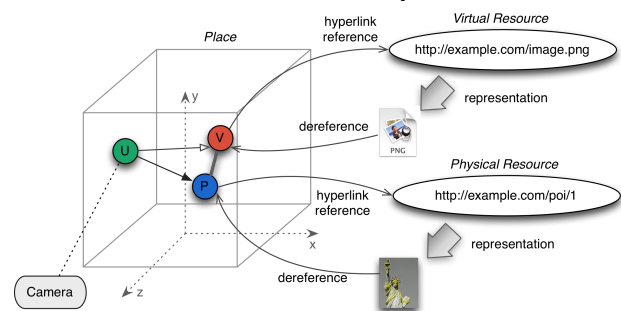 Place
hyperlink
reference
Virtual Resource
http://example.com/image.png
representation
dereference
PNG
y
V
U
P
x
z
Camera
Physical Resource
hyperlink
reference
http://example.com/poi/1
representation
dereference